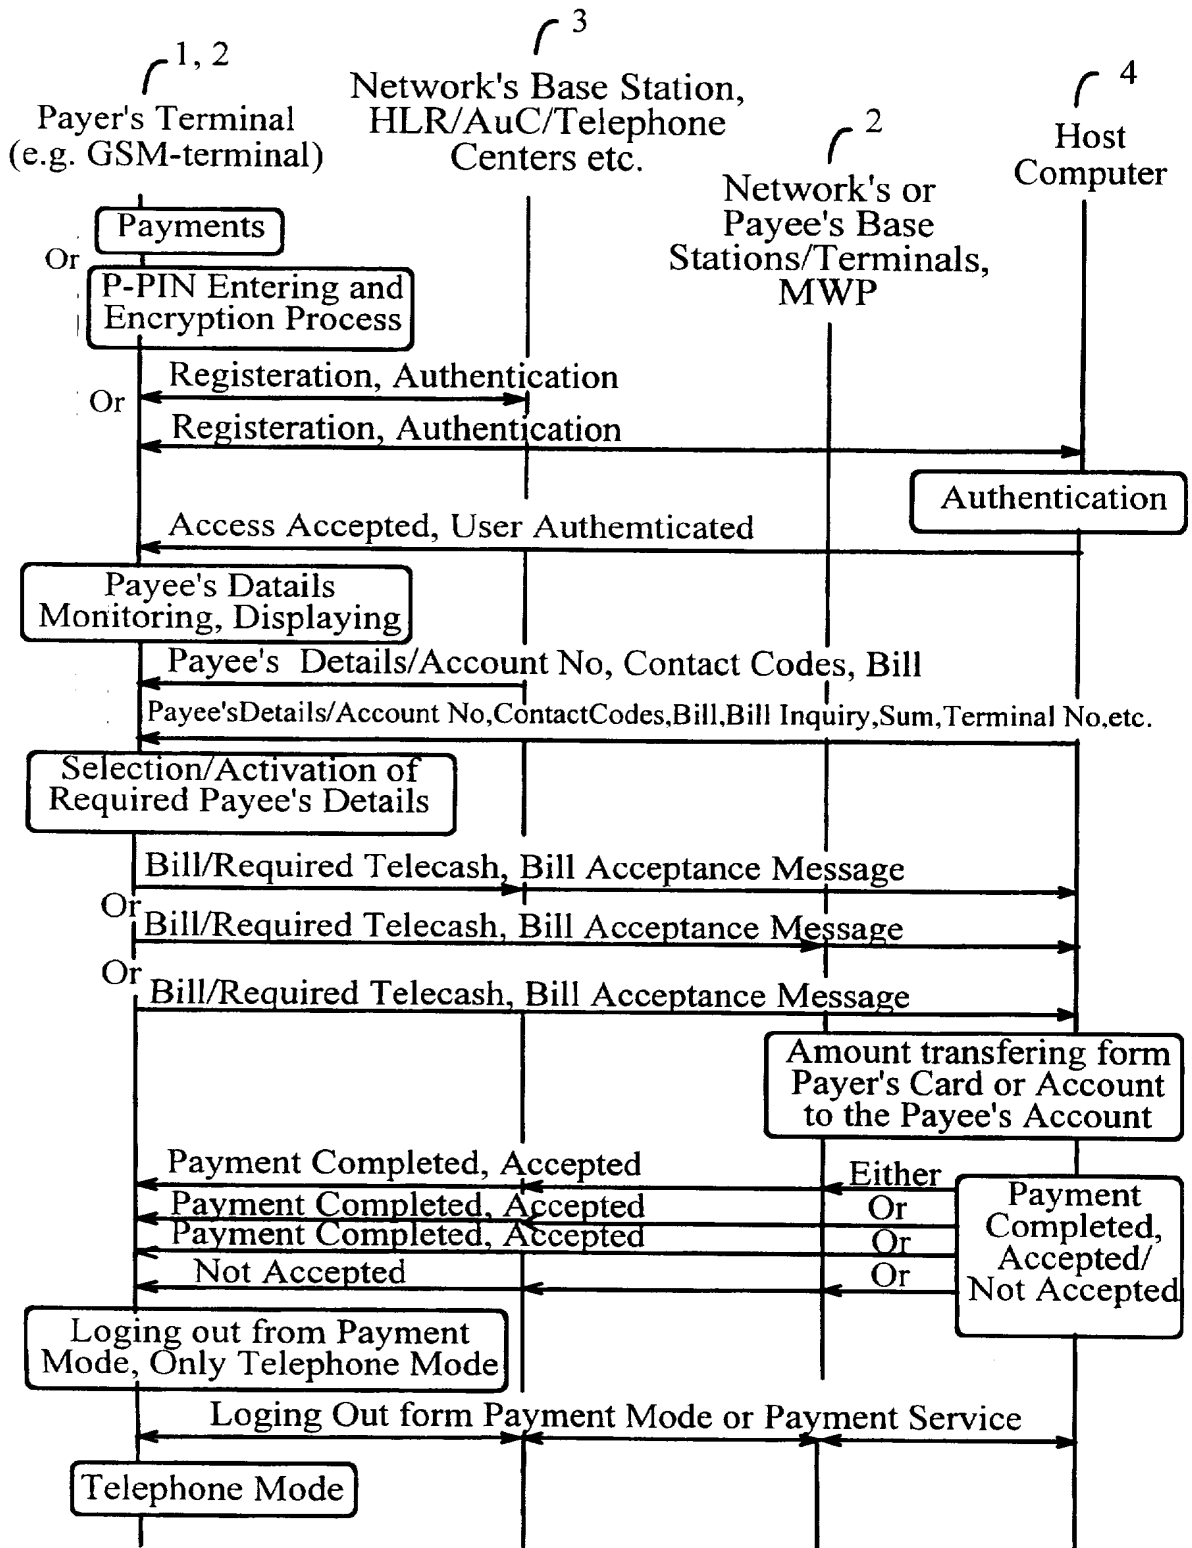 1, 2
3
4
2
Payer's Terminal
(e.g. GSM-terminal)
Network's Base Station,
HLR/AuC/Telephone
Centers etc.
Network's or
Payee's Base
Stations/Terminals,
MWP
Host
Computer
Payments
Or
P-PIN Entering and
Encryption Process
Registeration, Authentication
Or
Registeration, Authentication
Authentication
Access Accepted, User Authemticated
Payee's Datails
Monitoring, Displaying
Payee's Details/Account No, Contact Codes, Bill
Payee'sDetails/Account No,ContactCodes,Bill,Bill Inquiry,Sum,Terminal No,etc.
Selection/Activation of
Required Payee's Details
Bill/Required Telecash, Bill Acceptance Message
Or
Bill/Required Telecash, Bill Acceptance Message
Or
Bill/Required Telecash, Bill Acceptance Message
Amount transfering form
Payer's Card or Account
to the Payee's Account
Payment Completed, Accepted
Either
Payment Completed, Accepted
Or
Payment Completed, Accepted
Or
Not Accepted
Or
Payment
Completed,
Accepted/
Not Accepted
Loging out from Payment
Mode, Only Telephone Mode
Loging Out form Payment Mode or Payment Service
Telephone Mode